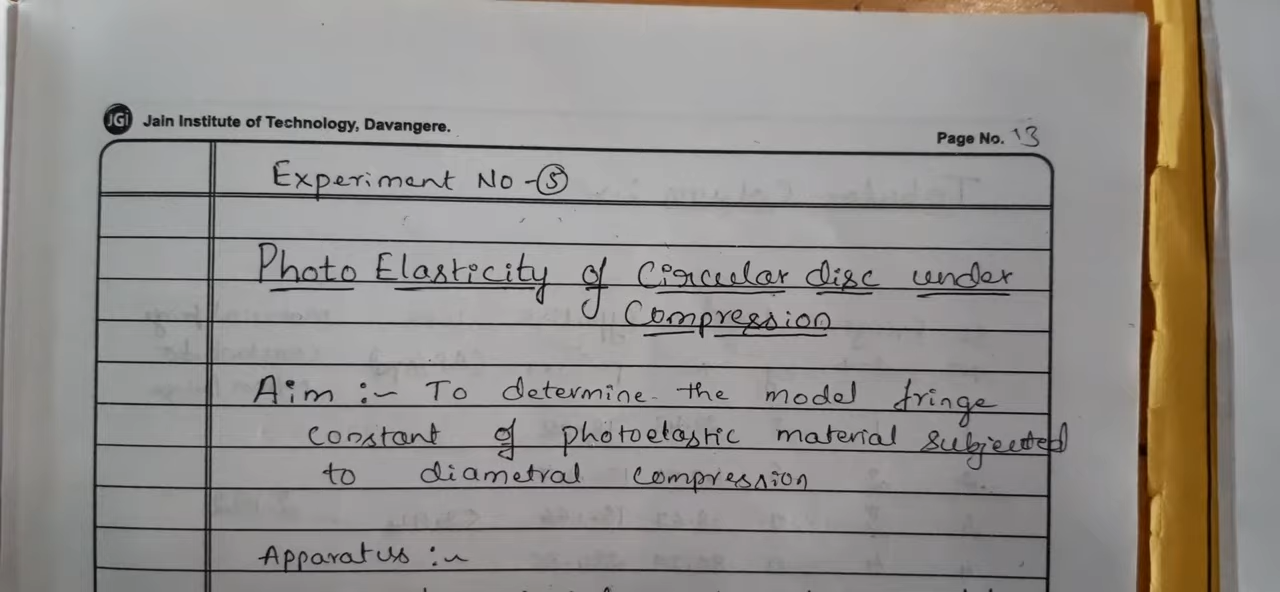 JGi Jain Institute of Technology, Davangere.
Page No. 13
Experiment No - 5
Photo Elasticity of Circular disc under
Compression
Aim :- To determine the model fringe
constant of photoelastic material subjected
to diametral compression
Apparatus :-